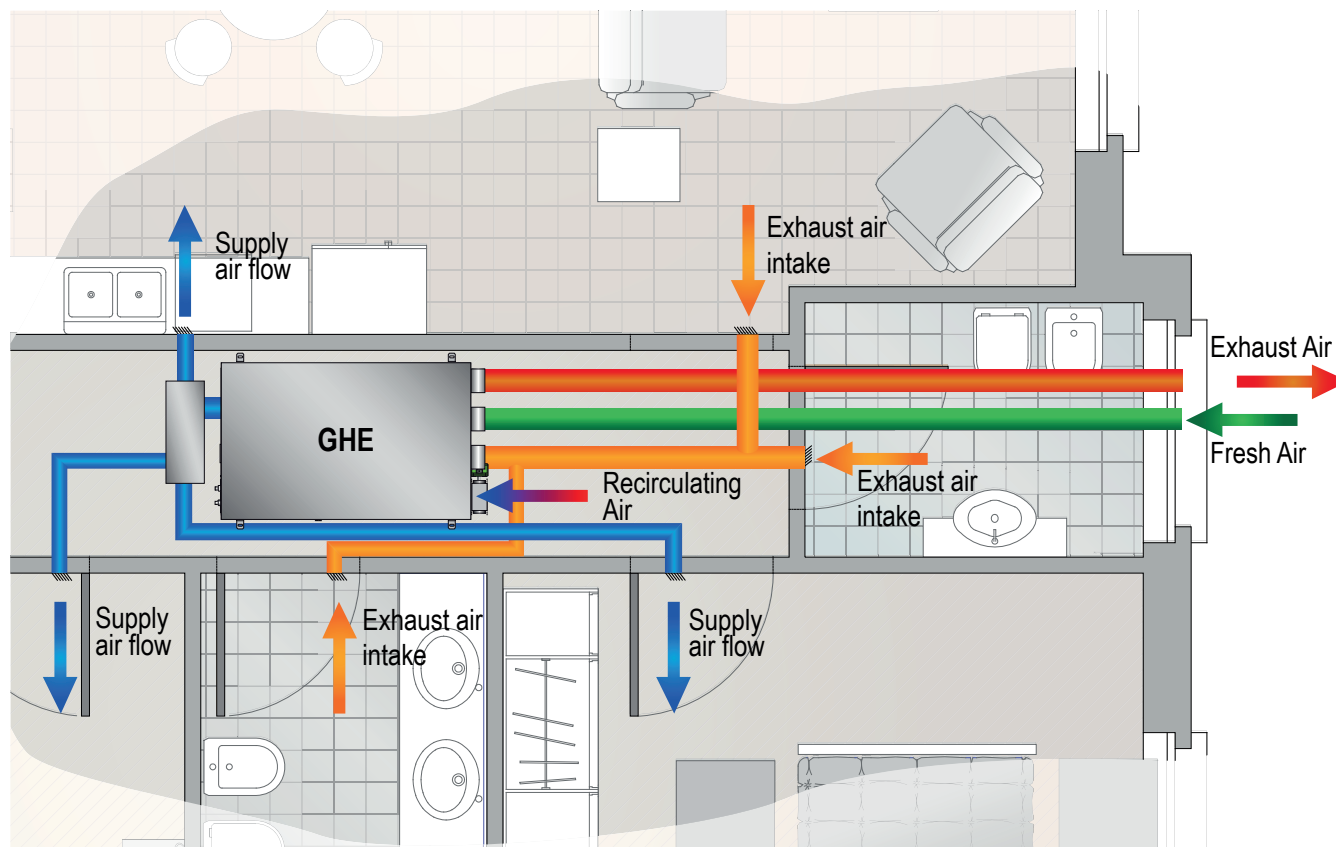 Supply
air flow
Exhaust air
intake
Exhaust Air
Fresh Air
GHE
Recirculating
Air
Exhaust air
intake
Supply
air flow
Exhaust air
intake
Supply
air flow